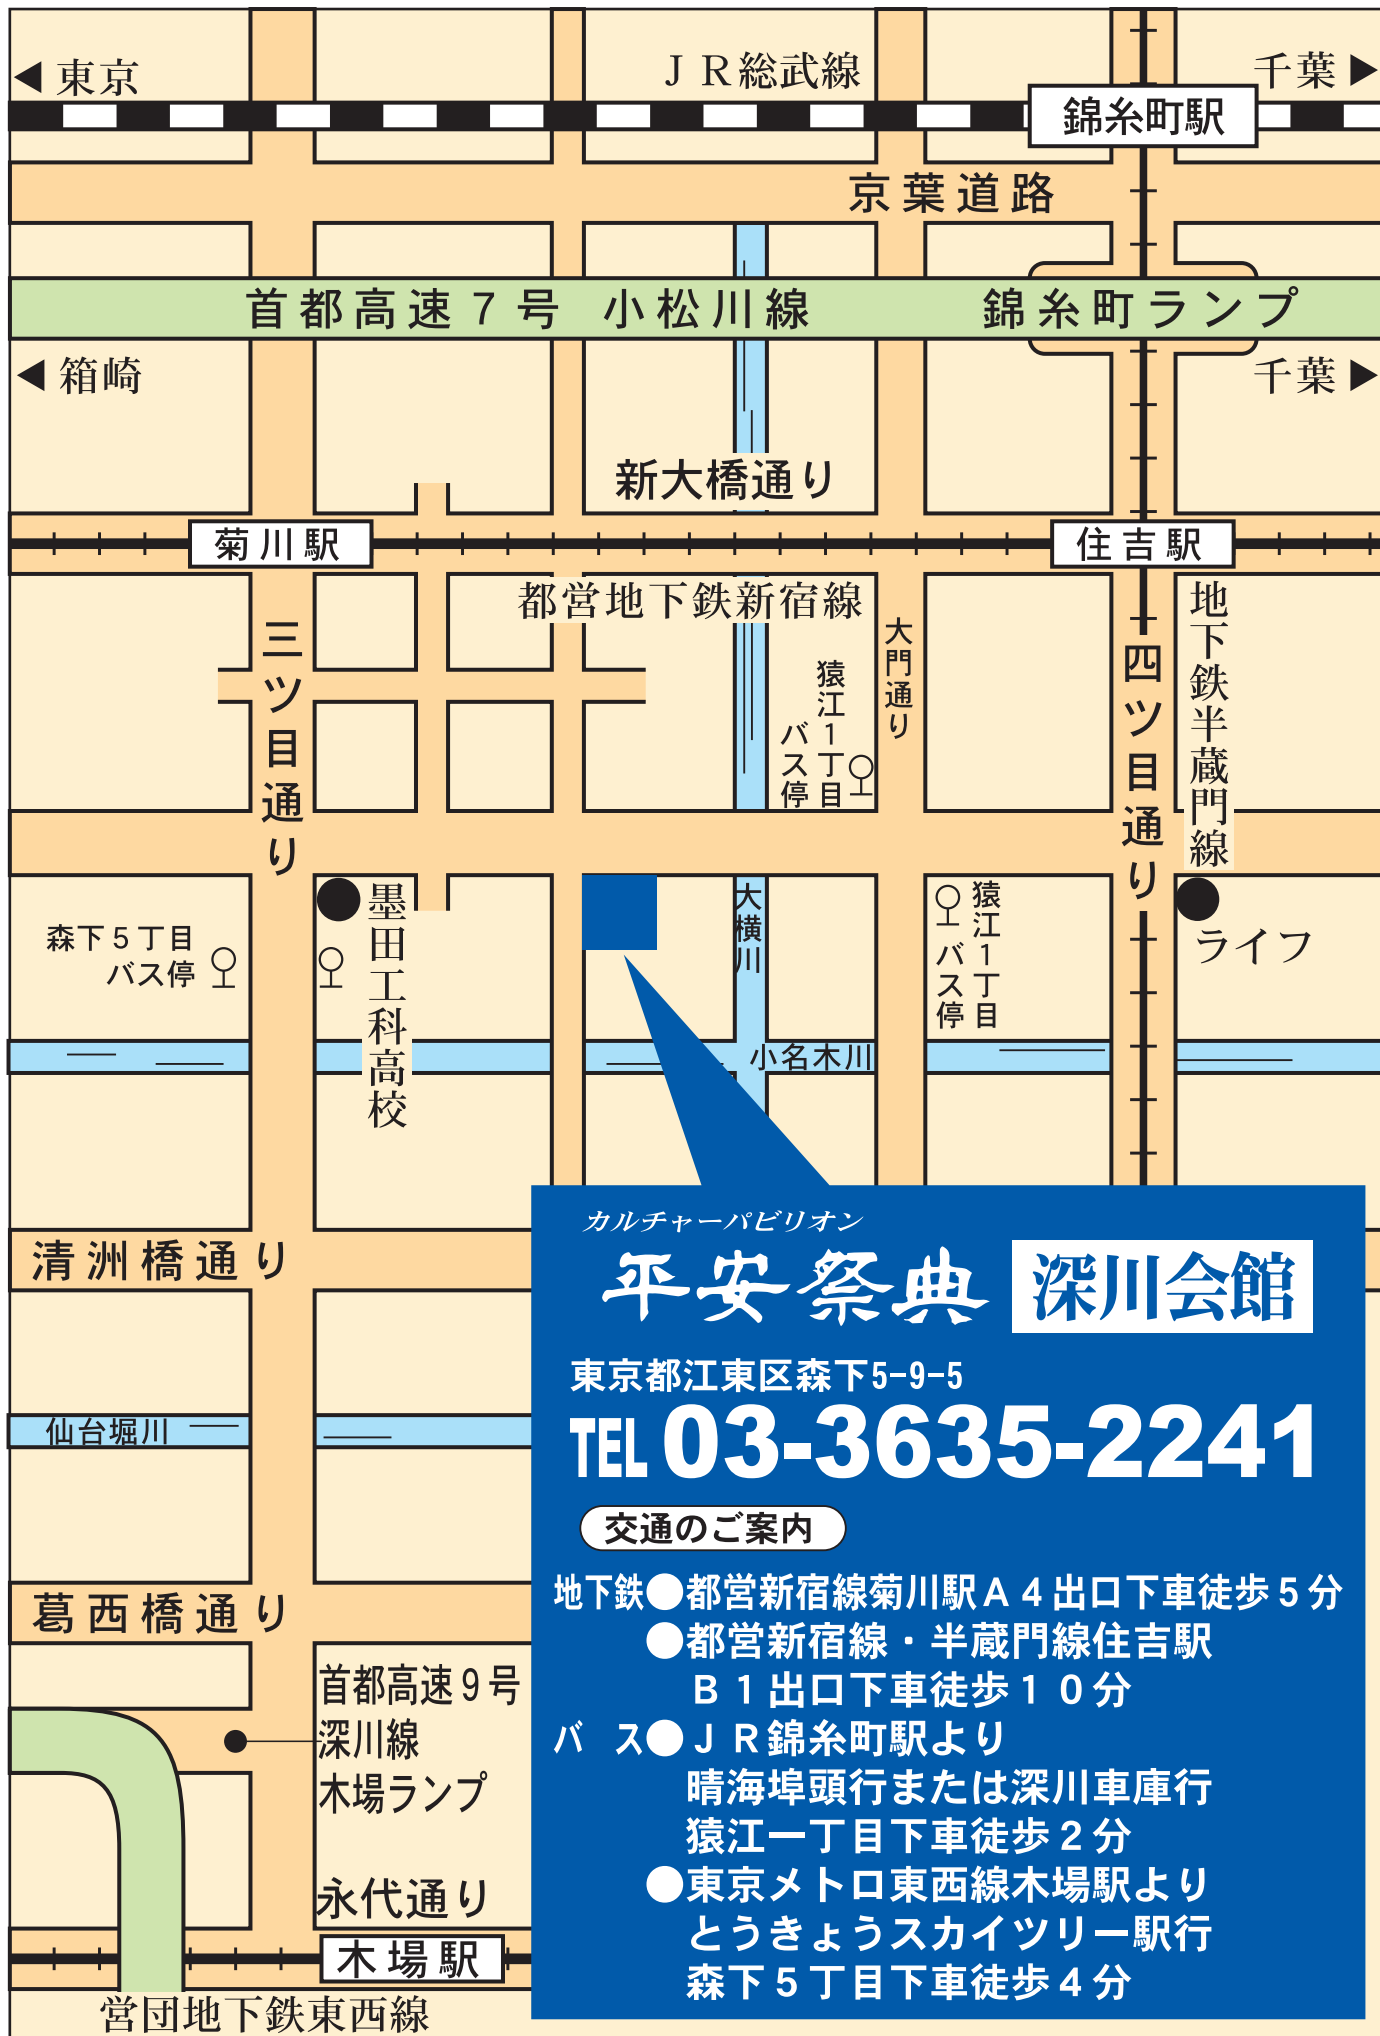 東京
ＪＲ総武線
千葉
錦糸町駅
京葉道路
首都高速７号 小松川線
錦糸町ランプ
箱崎
千葉
新大橋通り
菊川駅
住吉駅
都営地下鉄新宿線
地下鉄半蔵門線
三ツ目通り
大門通り
四ツ目通り
猿江1丁目
バス停
墨田工科高校
森下５丁目
バス停
大横川
猿江1丁目
バス停
ライフ
小名木川
清洲橋通り
仙台堀川
葛西橋通り
首都高速９号
深川線
木場ランプ
永代通り
木場駅
営団地下鉄東西線
カルチャーパビリオン
平安祭典 深川会館
東京都江東区森下5-9-5
TEL 03-3635-2241
交通のご案内
地下鉄●都営新宿線菊川駅Ａ４出口下車徒歩５分
●都営新宿線・半蔵門線住吉駅
Ｂ１出口下車徒歩１０分
バス●ＪＲ錦糸町駅より
晴海埠頭行または深川車庫行
猿江一丁目下車徒歩２分
●東京メトロ東西線木場駅より
とうきょうスカイツリー駅行
森下５丁目下車徒歩４分